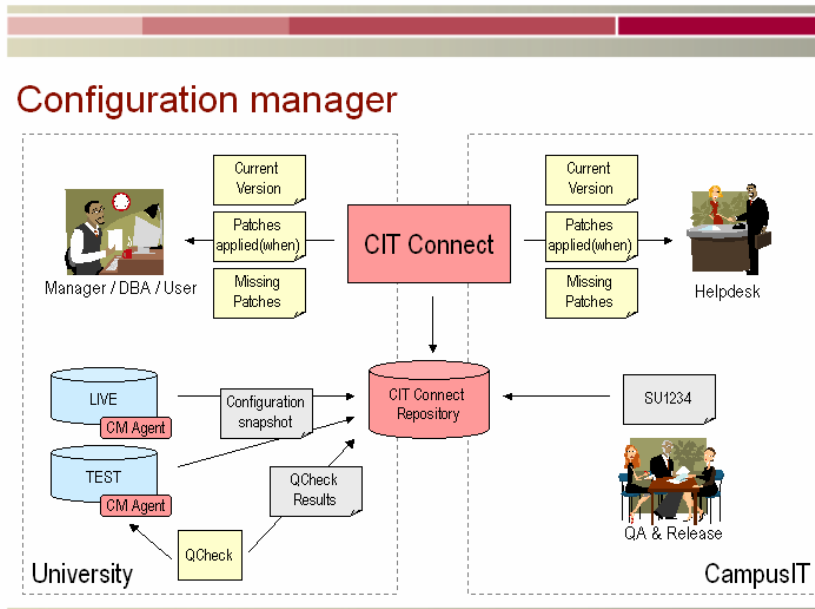 Configuration manager
Current
Version
Patches
applied(when)
Missing
Patches
Manager / DBA / User
CIT Connect
Current
Version
Patches
applied(when)
Missing
Patches
Helpdesk
LIVE
CM Agent
TEST
CM Agent
Configuration
snapshot
QCheck
Results
QCheck
CIT Connect
Repository
SU1234
QA & Release
University
CampusIT